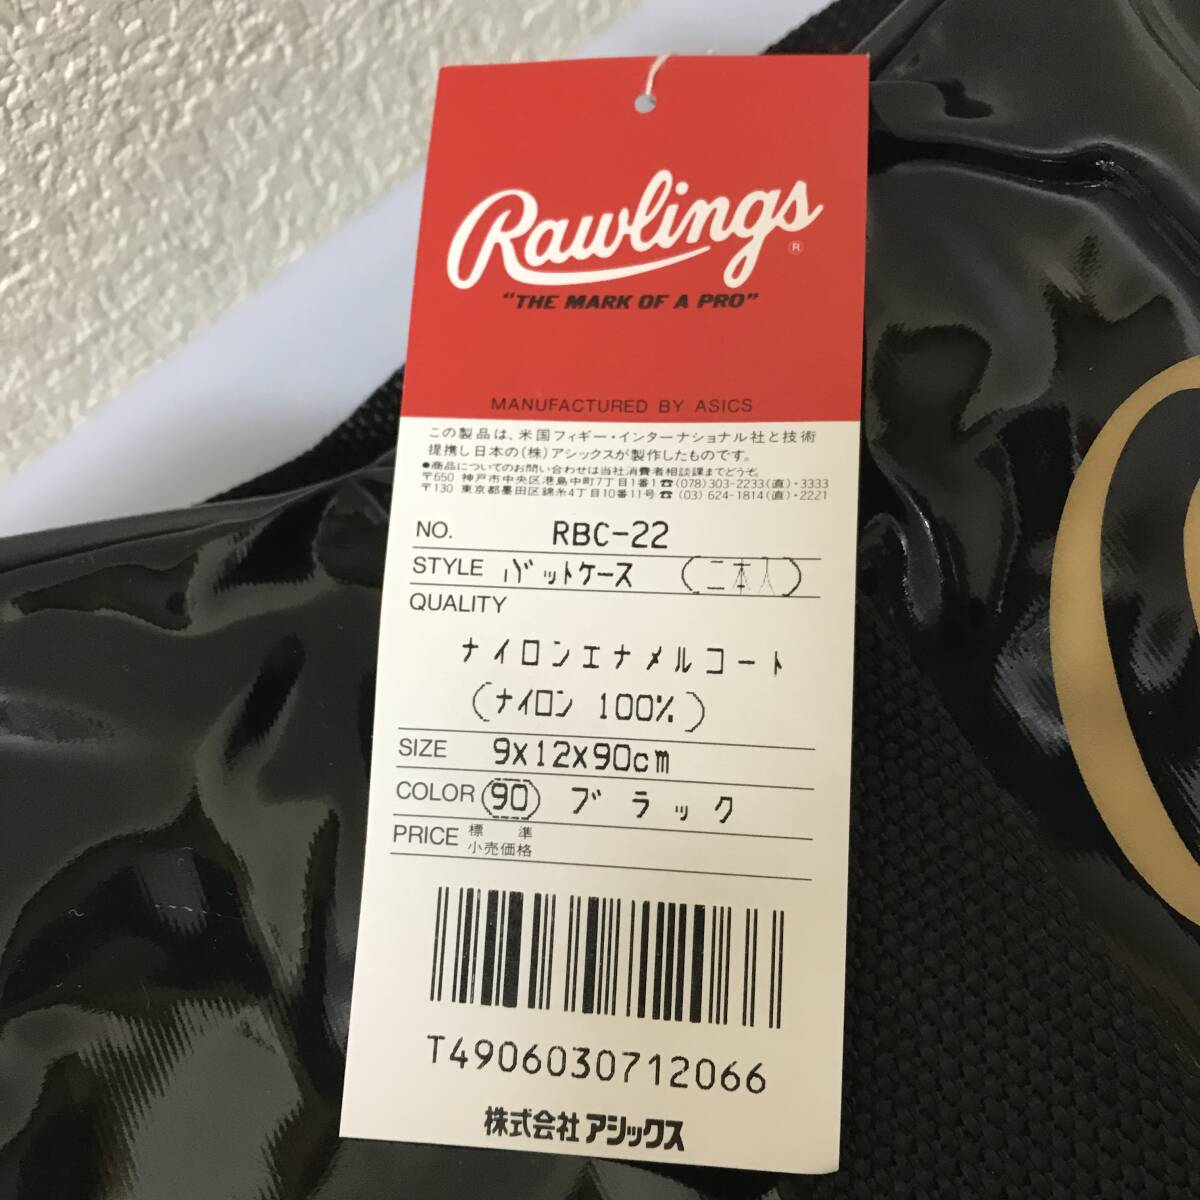 Rawlings
®
"THE MARK OF A PRO"
MANUFACTURED BY ASICS
この製品は、米国フィギー・インターナショナル社と技術
提携し日本の(株)アシックスが製作したものです。
●商品についてのお問い合わせは当社消費者相談課までどうぞ。
〒650 神戸市中央区港島中町7丁目1番1☎(078)303-2233(直)・3333
〒130 東京都墨田区錦糸4丁目10番11号☎(03)624-1814(直)・2221
NO. RBC-22
STYLE バットケース (二本入)
QUALITY
ナイロンエナメルコート
(ナイロン 100%)
SIZE 9x12x90cm
COLOR (90) ブラック
PRICE 標準
小売価格
T4906030712066
株式会社アシックス